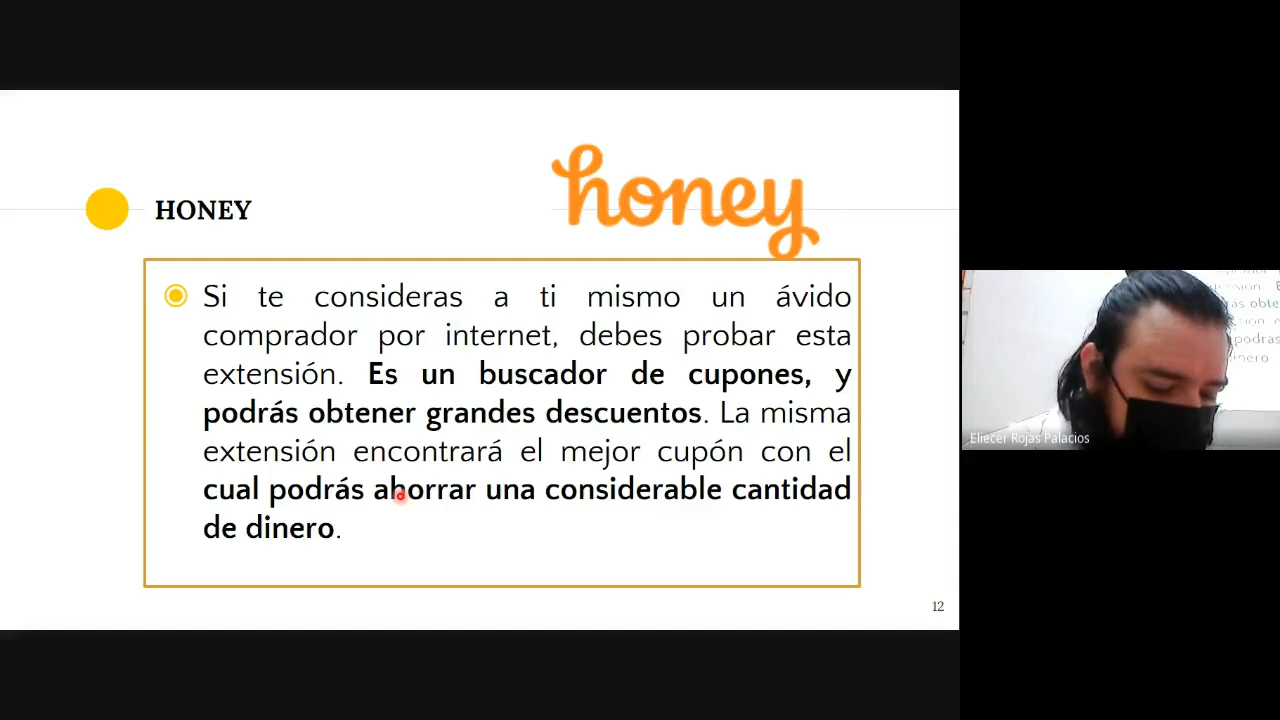 honey
HONEY
Si te consideras a ti mismo un ávido
comprador por internet, debes probar esta
extensión. Es un buscador de cupones, y
podrás obtener grandes descuentos. La misma
extensión encontrará el mejor cupón con el
cual podrás ahorrar una considerable cantidad
de dinero.
12
Eliecer Rojas Palacios